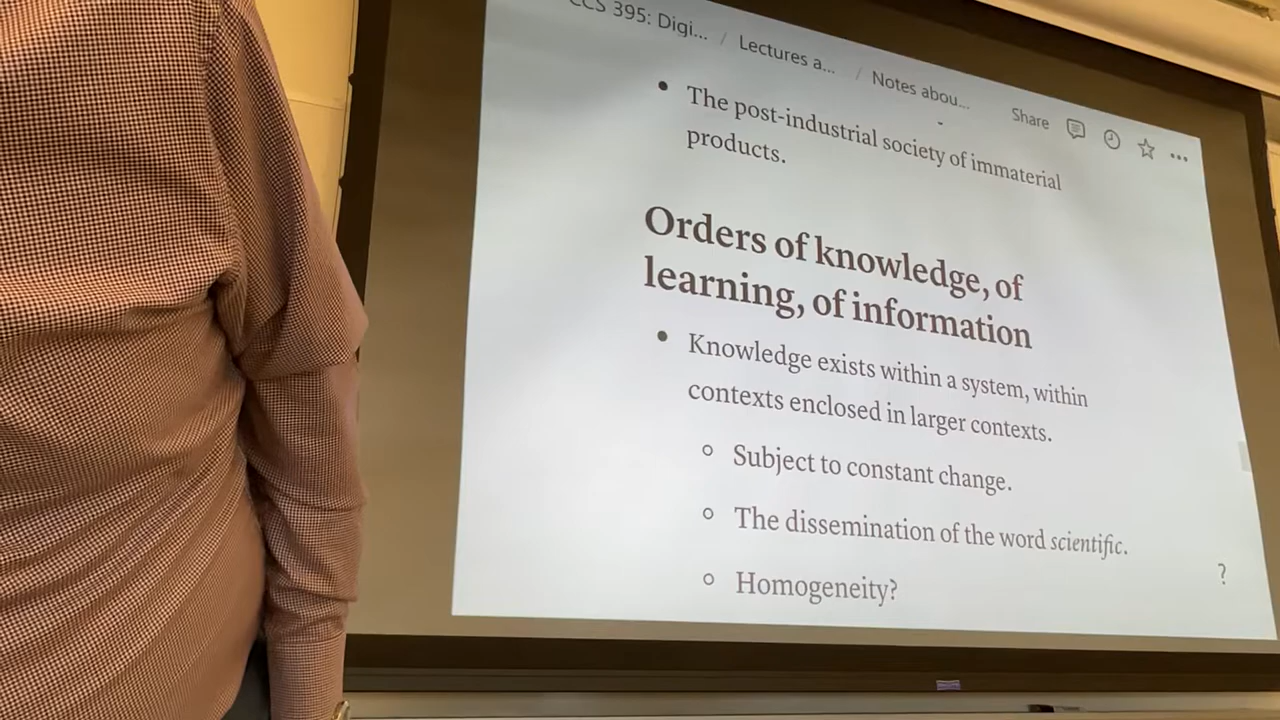 CCS 395: Digi... / Lectures a... / Notes abou...
Share
• The post-industrial society of immaterial
products.
Orders of knowledge, of
learning, of information
• Knowledge exists within a system, within
contexts enclosed in larger contexts.
○ Subject to constant change.
○ The dissemination of the word scientific.
○ Homogeneity?
?